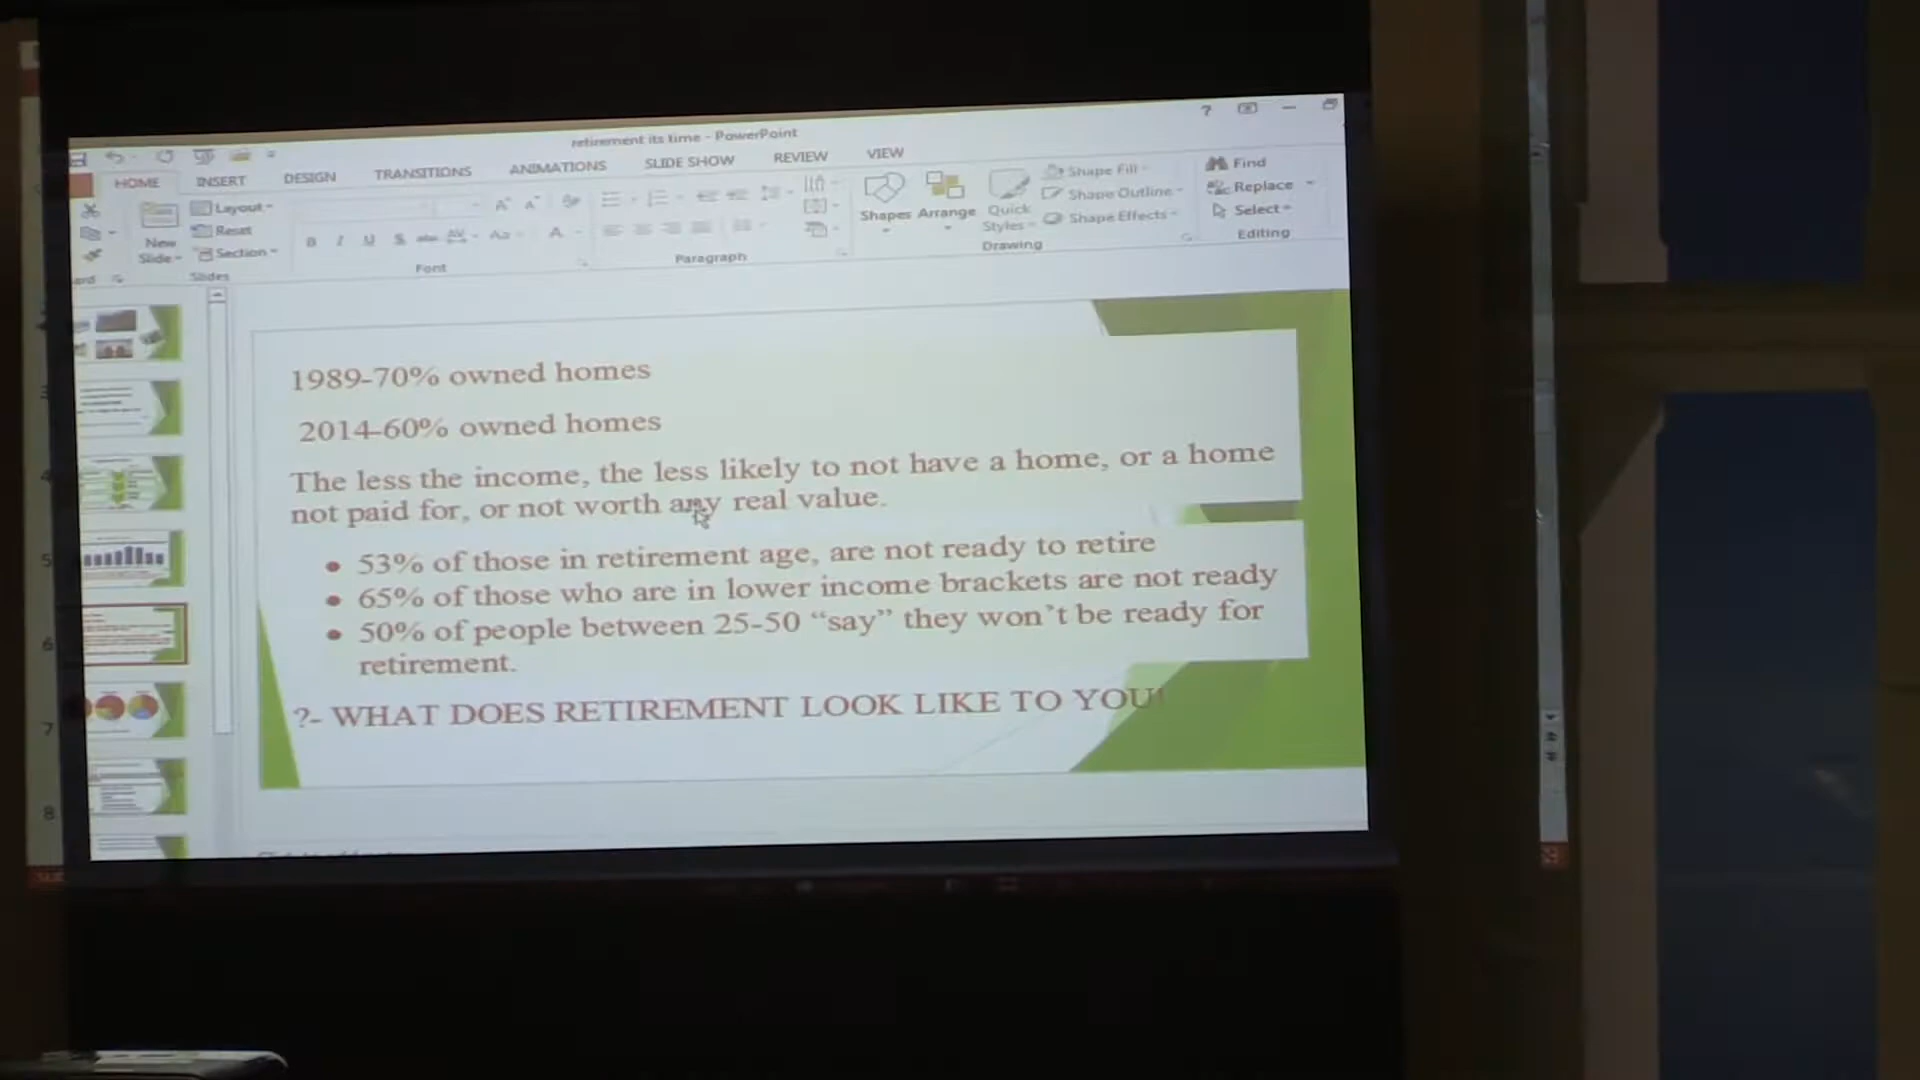 retirement its time - PowerPoint
HOME INSERT DESIGN TRANSITIONS ANIMATIONS SLIDE SHOW REVIEW VIEW
New Slide
Layout
Reset
Section
Slides
Font
Paragraph
Shapes Arrange Quick Styles
Shape Fill
Shape Outline
Shape Effects
Drawing
Find
Replace
Select
Editing
1989-70% owned homes
2014-60% owned homes
The less the income, the less likely to not have a home, or a home
not paid for, or not worth any real value.
• 53% of those in retirement age, are not ready to retire
• 65% of those who are in lower income brackets are not ready
• 50% of people between 25-50 “say” they won’t be ready for
retirement.
?- WHAT DOES RETIREMENT LOOK LIKE TO YOU!
5
6
7
8